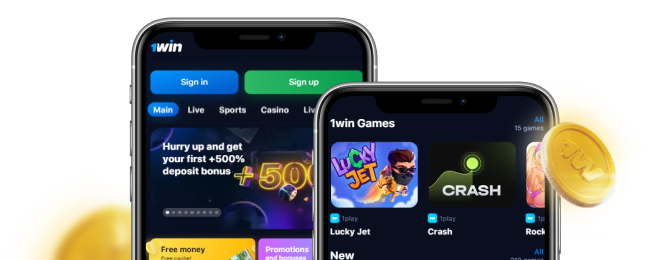 1win
Sign in
Sign up
Main
Live
Sports
Casino
Hurry up and get
your first +500%
deposit bonus
+500
Free money
Free cashe!
Promotions
and bonuses
1win Games
All
15 games
LUCKY
JET
CRASH
1play
Lucky Jet
1play
Crash
Rock
New
All
1W